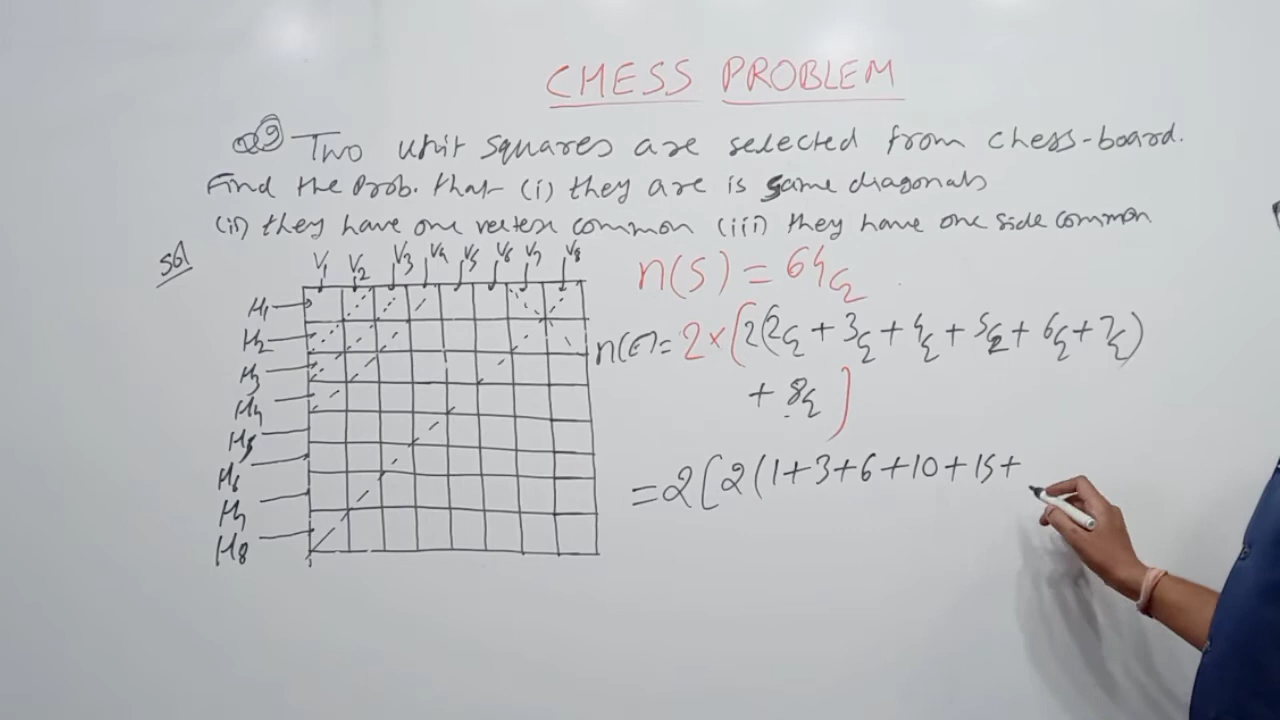 CHESS PROBLEM
Q9 Two unit squares are selected from chess-board.
Find the Prob. that (i) they are is same diagonals
(ii) they have one vertex common (iii) they have one side common
Sol
V1 V2 V3 V4 V5 V6 V7 V8
H1
H2
H3
H4
H5
H6
H7
H8
n(S) = 64C2
n(E) = 2×(2(2C2 + 3C2 + 4C2 + 5C2 + 6C2 + 7C2)
+ 8C2)
= 2[2(1+3+6+10+15+